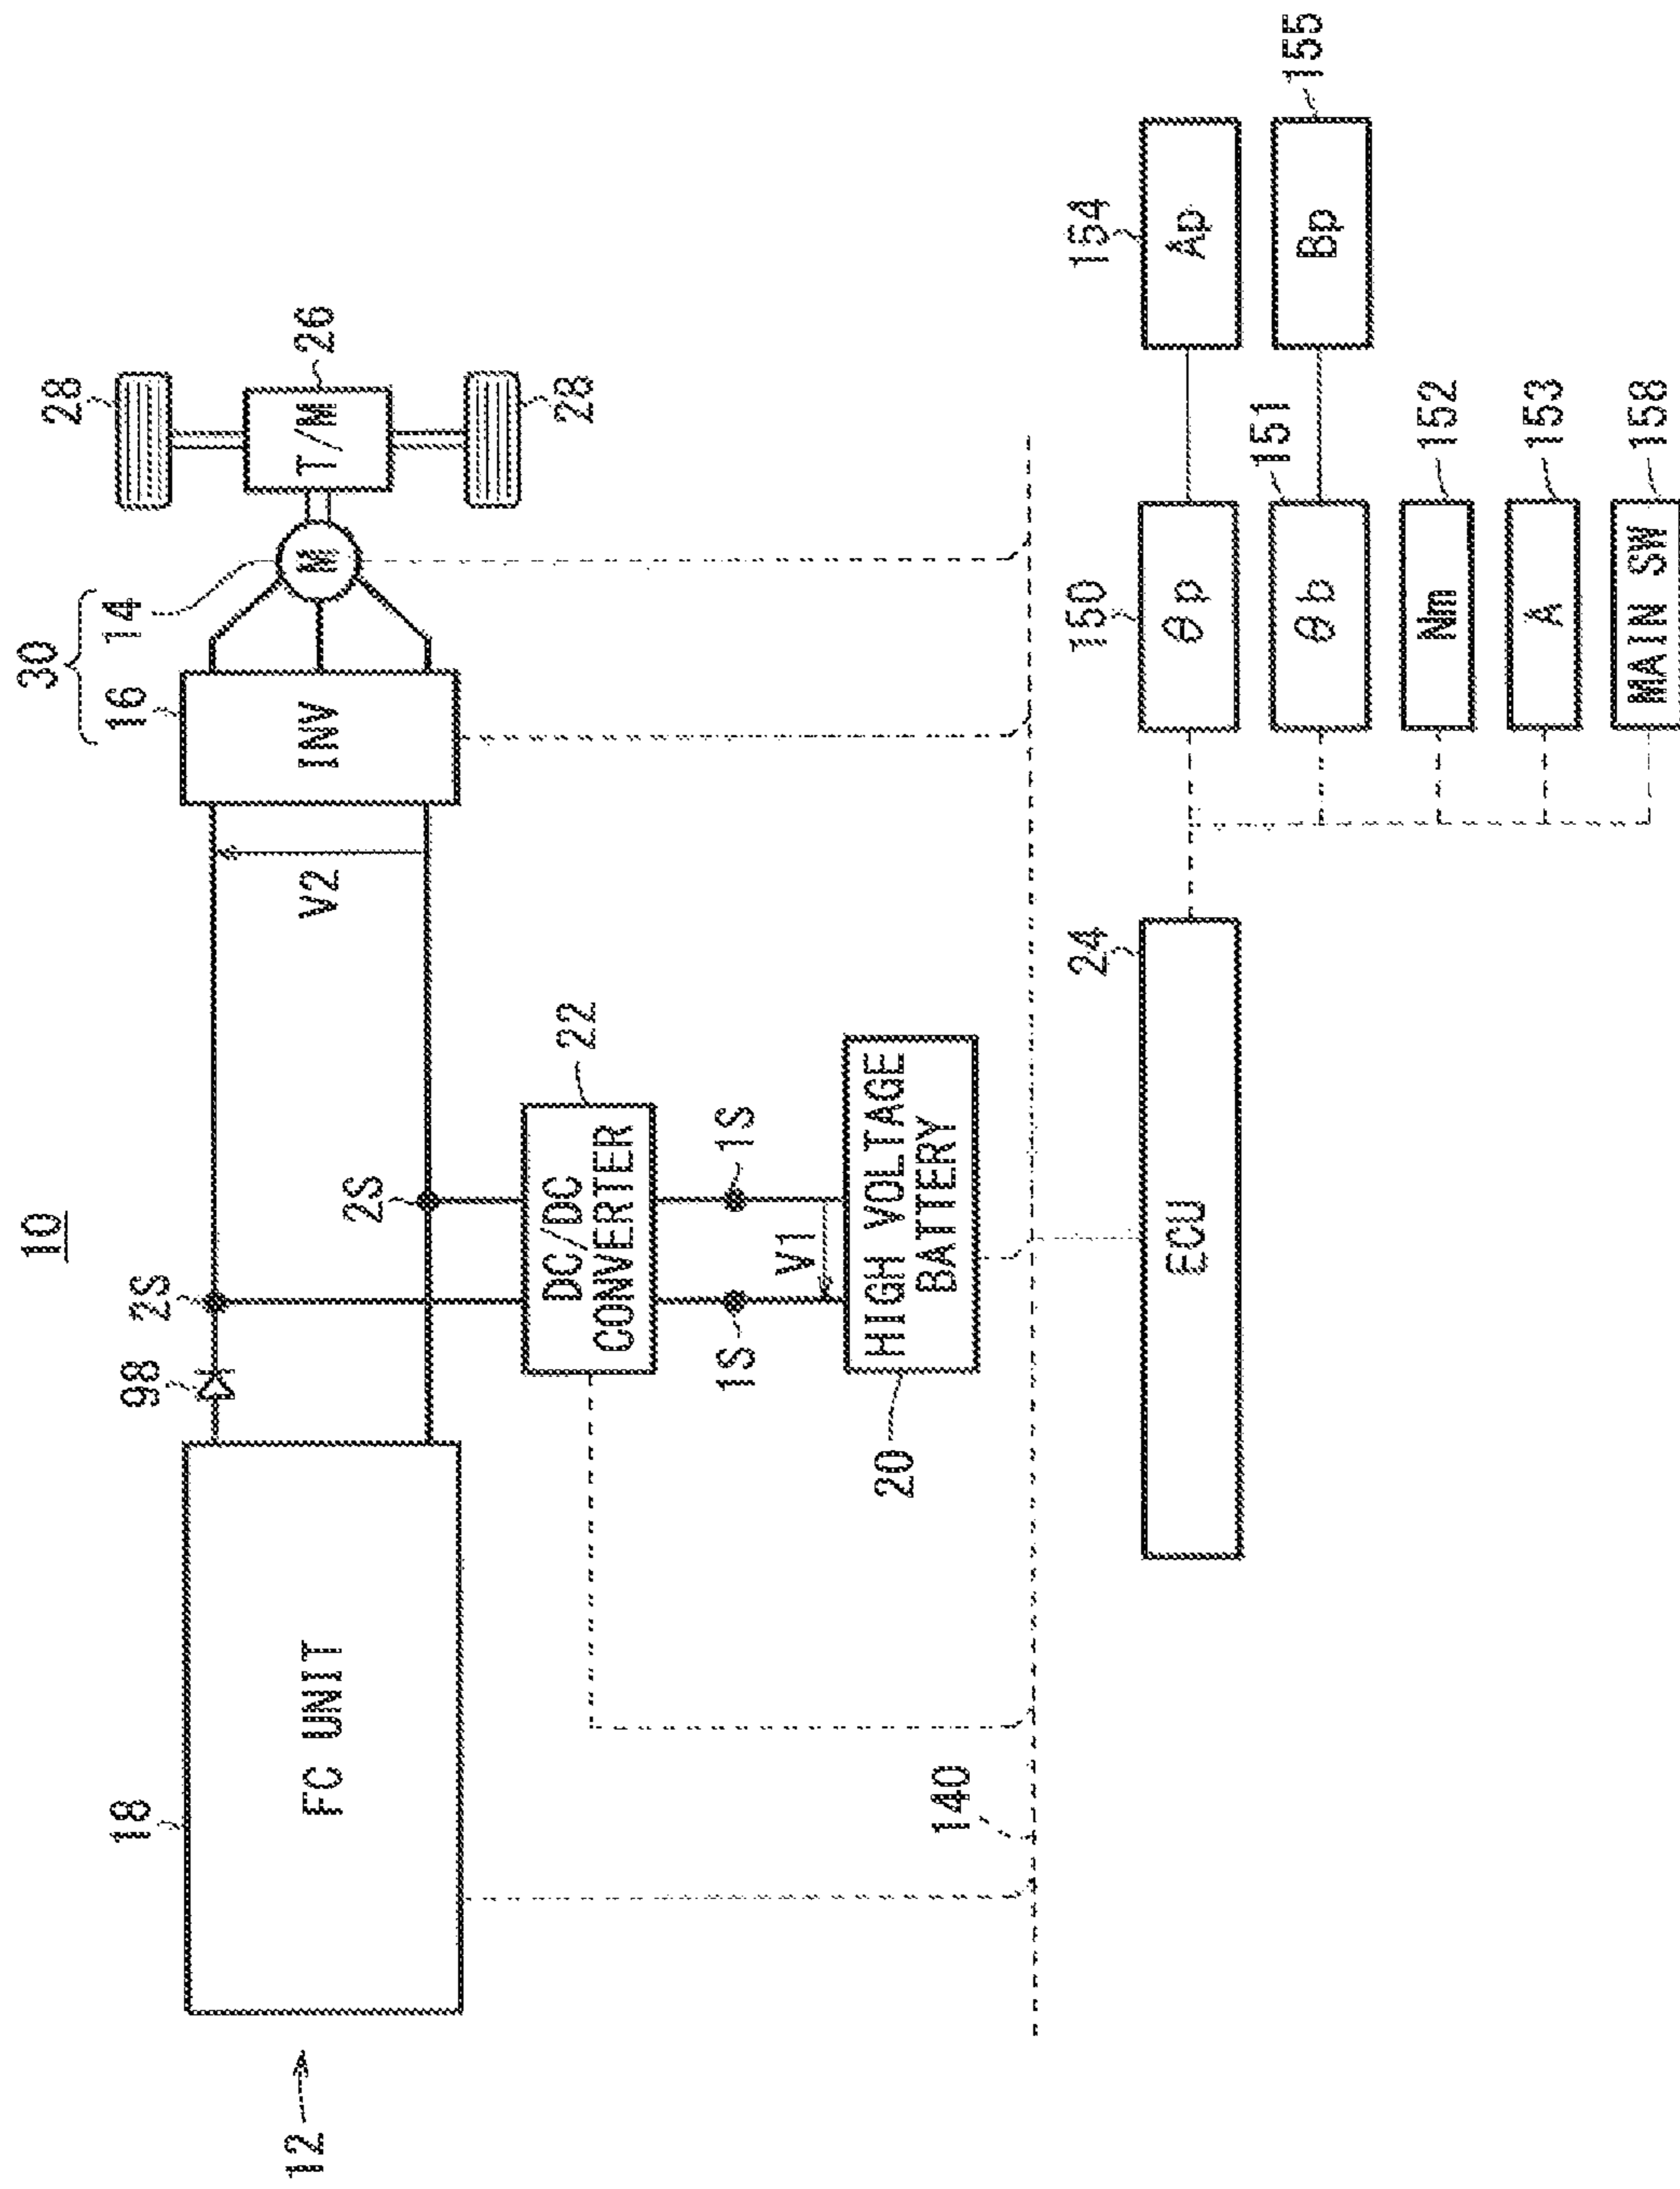 10
12
18
FC UNIT
98
2S
2S
V2
30
16
14
INV
M
28
T/M
26
28
22
DC/DC
CONVERTER
1S
1S
V1
20
HIGH VOLTAGE
BATTERY
140
24
ECU
150
θp
154
Ap
151
θb
155
Bp
Nm
152
A
153
MAIN SW
158